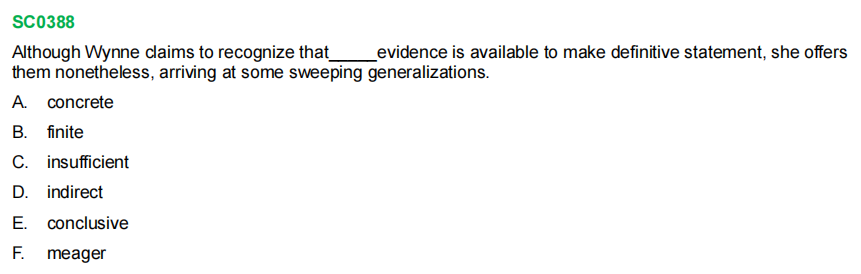 SC0388
Although Wynne claims to recognize that_____evidence is available to make definitive statement, she offers
them nonetheless, arriving at some sweeping generalizations.
A. concrete
B. finite
C. insufficient
D. indirect
E. conclusive
F. meager